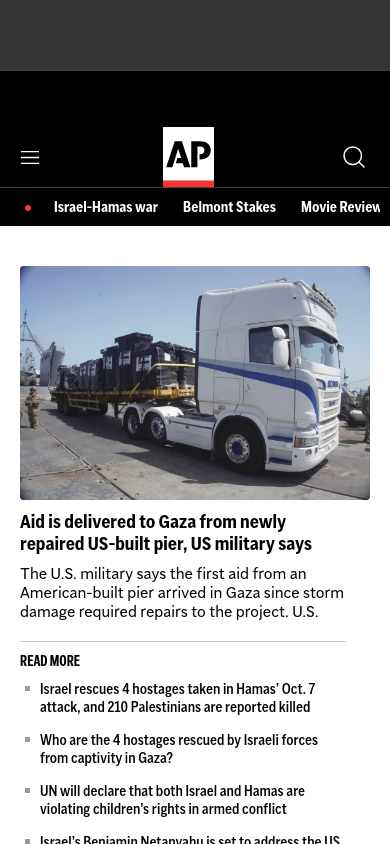 AP
Israel-Hamas war Belmont Stakes Movie Review
Aid is delivered to Gaza from newly
repaired US-built pier, US military says
The U.S. military says the first aid from an
American-built pier arrived in Gaza since storm
damage required repairs to the project. U.S.
READ MORE
Israel rescues 4 hostages taken in Hamas’ Oct. 7
attack, and 210 Palestinians are reported killed
Who are the 4 hostages rescued by Israeli forces
from captivity in Gaza?
UN will declare that both Israel and Hamas are
violating children’s rights in armed conflict
Israel’s Benjamin Netanyahu is set to address the US